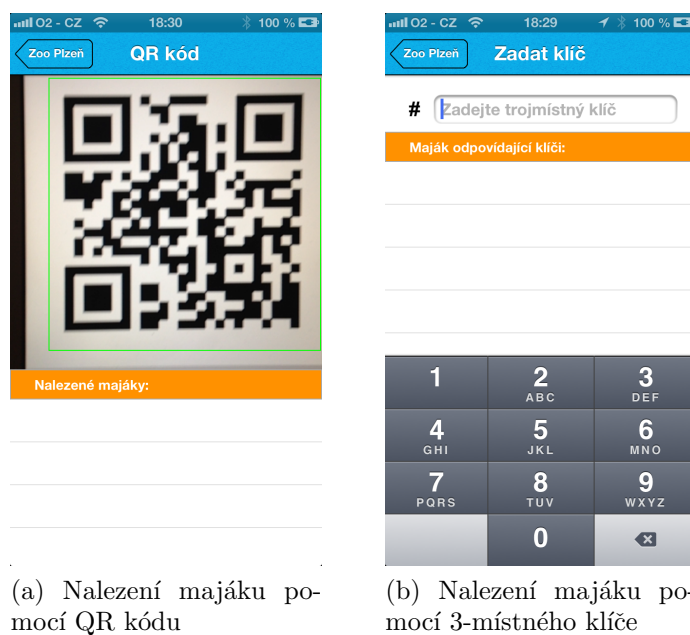 O2 - CZ 18:30 100 %
Zoo Plzeň QR kód
Nalezené majáky:
(a) Nalezení majáku po-
mocí QR kódu
O2 - CZ 18:29 100 %
Zoo Plzeň Zadat klíč
# Zadejte trojmístný klíč
Maják odpovídající klíči:
1 2 3
ABC DEF
4 5 6
GHI JKL MNO
7 8 9
PQRS TUV WXYZ
0
(b) Nalezení majáku po-
mocí 3-místného klíče